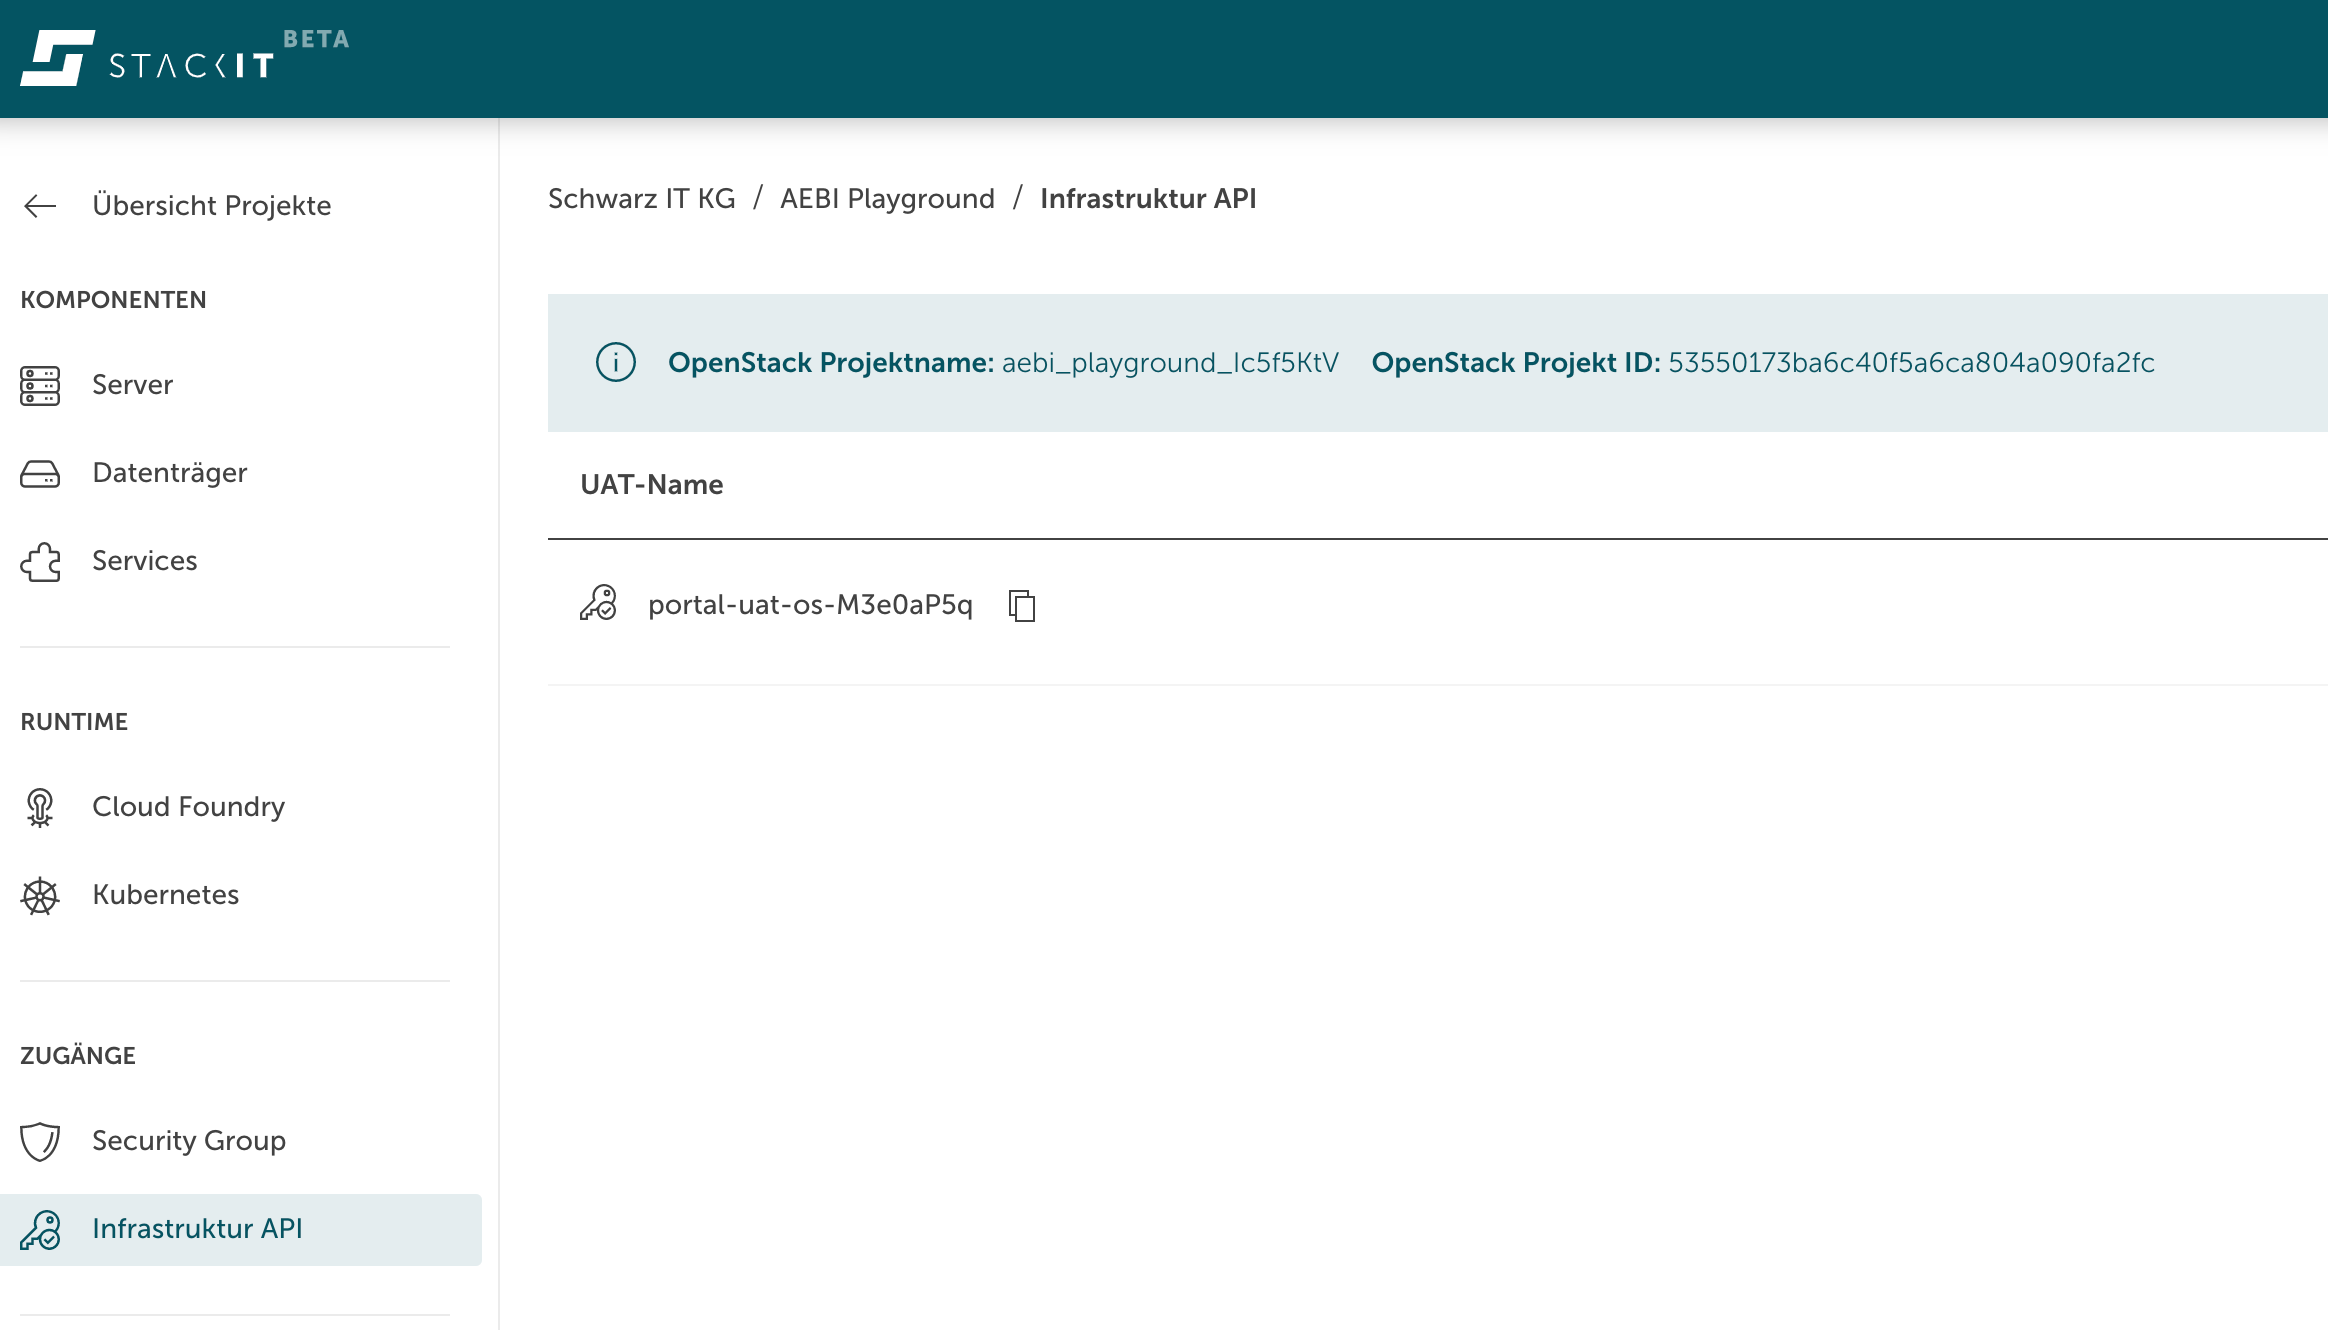 STACKIT BETA
Übersicht Projekte
KOMPONENTEN
Server
Datenträger
Services
RUNTIME
Cloud Foundry
Kubernetes
ZUGÄNGE
Security Group
Infrastruktur API
Schwarz IT KG / AEBI Playground / Infrastruktur API
OpenStack Projektname: aebi_playground_Ic5f5KtV OpenStack Projekt ID: 53550173ba6c40f5a6ca804a090fa2fc
UAT-Name
portal-uat-os-M3e0aP5q